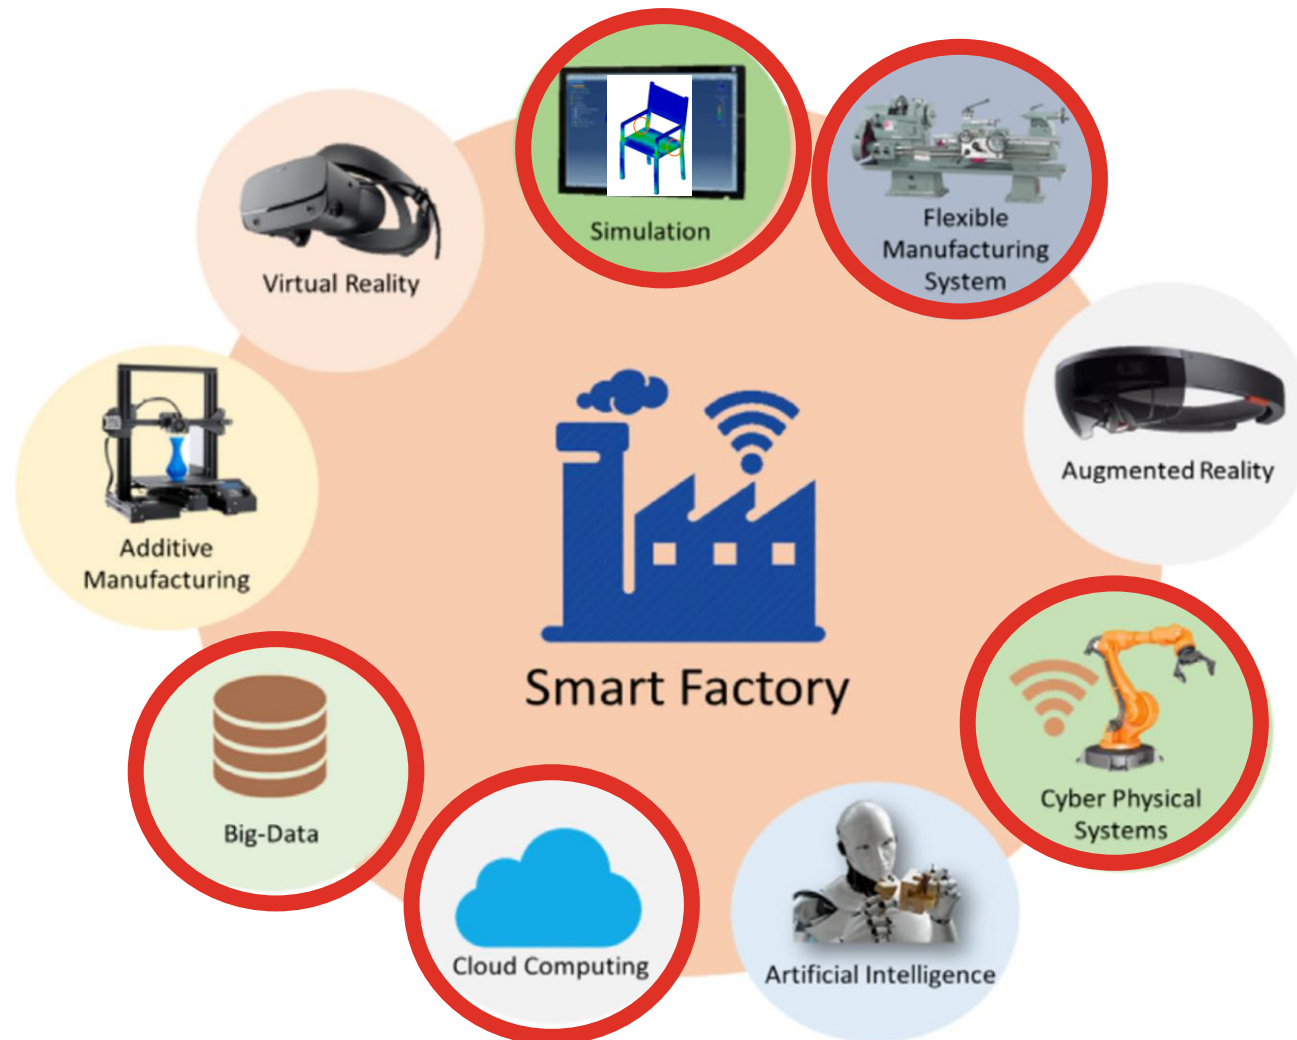 Simulation
Flexible
Manufacturing
System
Virtual Reality
Augmented Reality
Additive
Manufacturing
Smart Factory
Cyber Physical
Systems
Big-Data
Cloud Computing
Artificial Intelligence